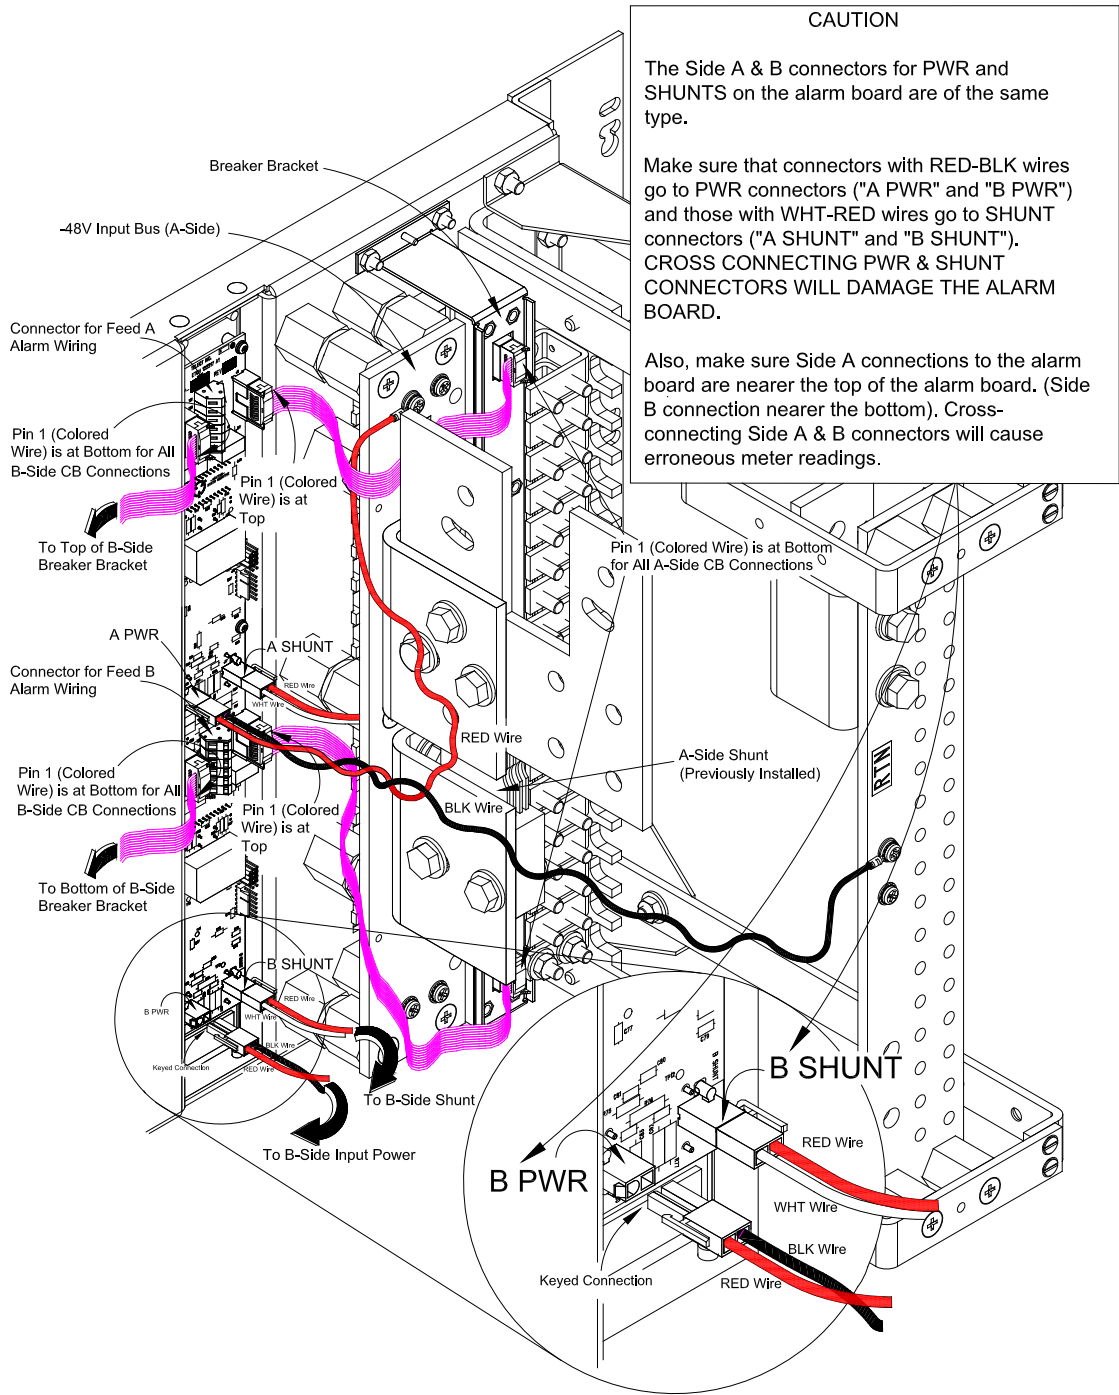 CAUTION
The Side A & B connectors for PWR and
SHUNTS on the alarm board are of the same
type.
Make sure that connectors with RED-BLK wires
go to PWR connectors ("A PWR" and "B PWR")
and those with WHT-RED wires go to SHUNT
connectors ("A SHUNT" and "B SHUNT").
CROSS CONNECTING PWR & SHUNT
CONNECTORS WILL DAMAGE THE ALARM
BOARD.
Also, make sure Side A connections to the alarm
board are nearer the top of the alarm board. (Side
B connection nearer the bottom). Cross-
connecting Side A & B connectors will cause
erroneous meter readings.
Breaker Bracket
-48V Input Bus (A-Side)
Connector for Feed A
Alarm Wiring
Pin 1 (Colored
Wire) is at Bottom for All
B-Side CB Connections
Pin 1 (Colored
Wire) is at
Top
To Top of B-Side
Breaker Bracket
Pin 1 (Colored Wire) is at Bottom
for All A-Side CB Connections
A PWR
A SHUNT
Connector for Feed B
Alarm Wiring
RED Wire
WHT Wire
RED Wire
A-Side Shunt
(Previously Installed)
BLK Wire
RTN
Pin 1 (Colored
Wire) is at Bottom for All
B-Side CB Connections
Pin 1 (Colored
Wire) is at
Top
To Bottom of B-Side
Breaker Bracket
B SHUNT
RED Wire
WHT Wire
B PWR
BLK Wire
RED Wire
Keyed Connection
To B-Side Shunt
To B-Side Input Power
C77
C79
B SHUNT
C80
TP12
C81
R76
B SHUNT
B PWR
RED Wire
WHT Wire
BLK Wire
RED Wire
Keyed Connection